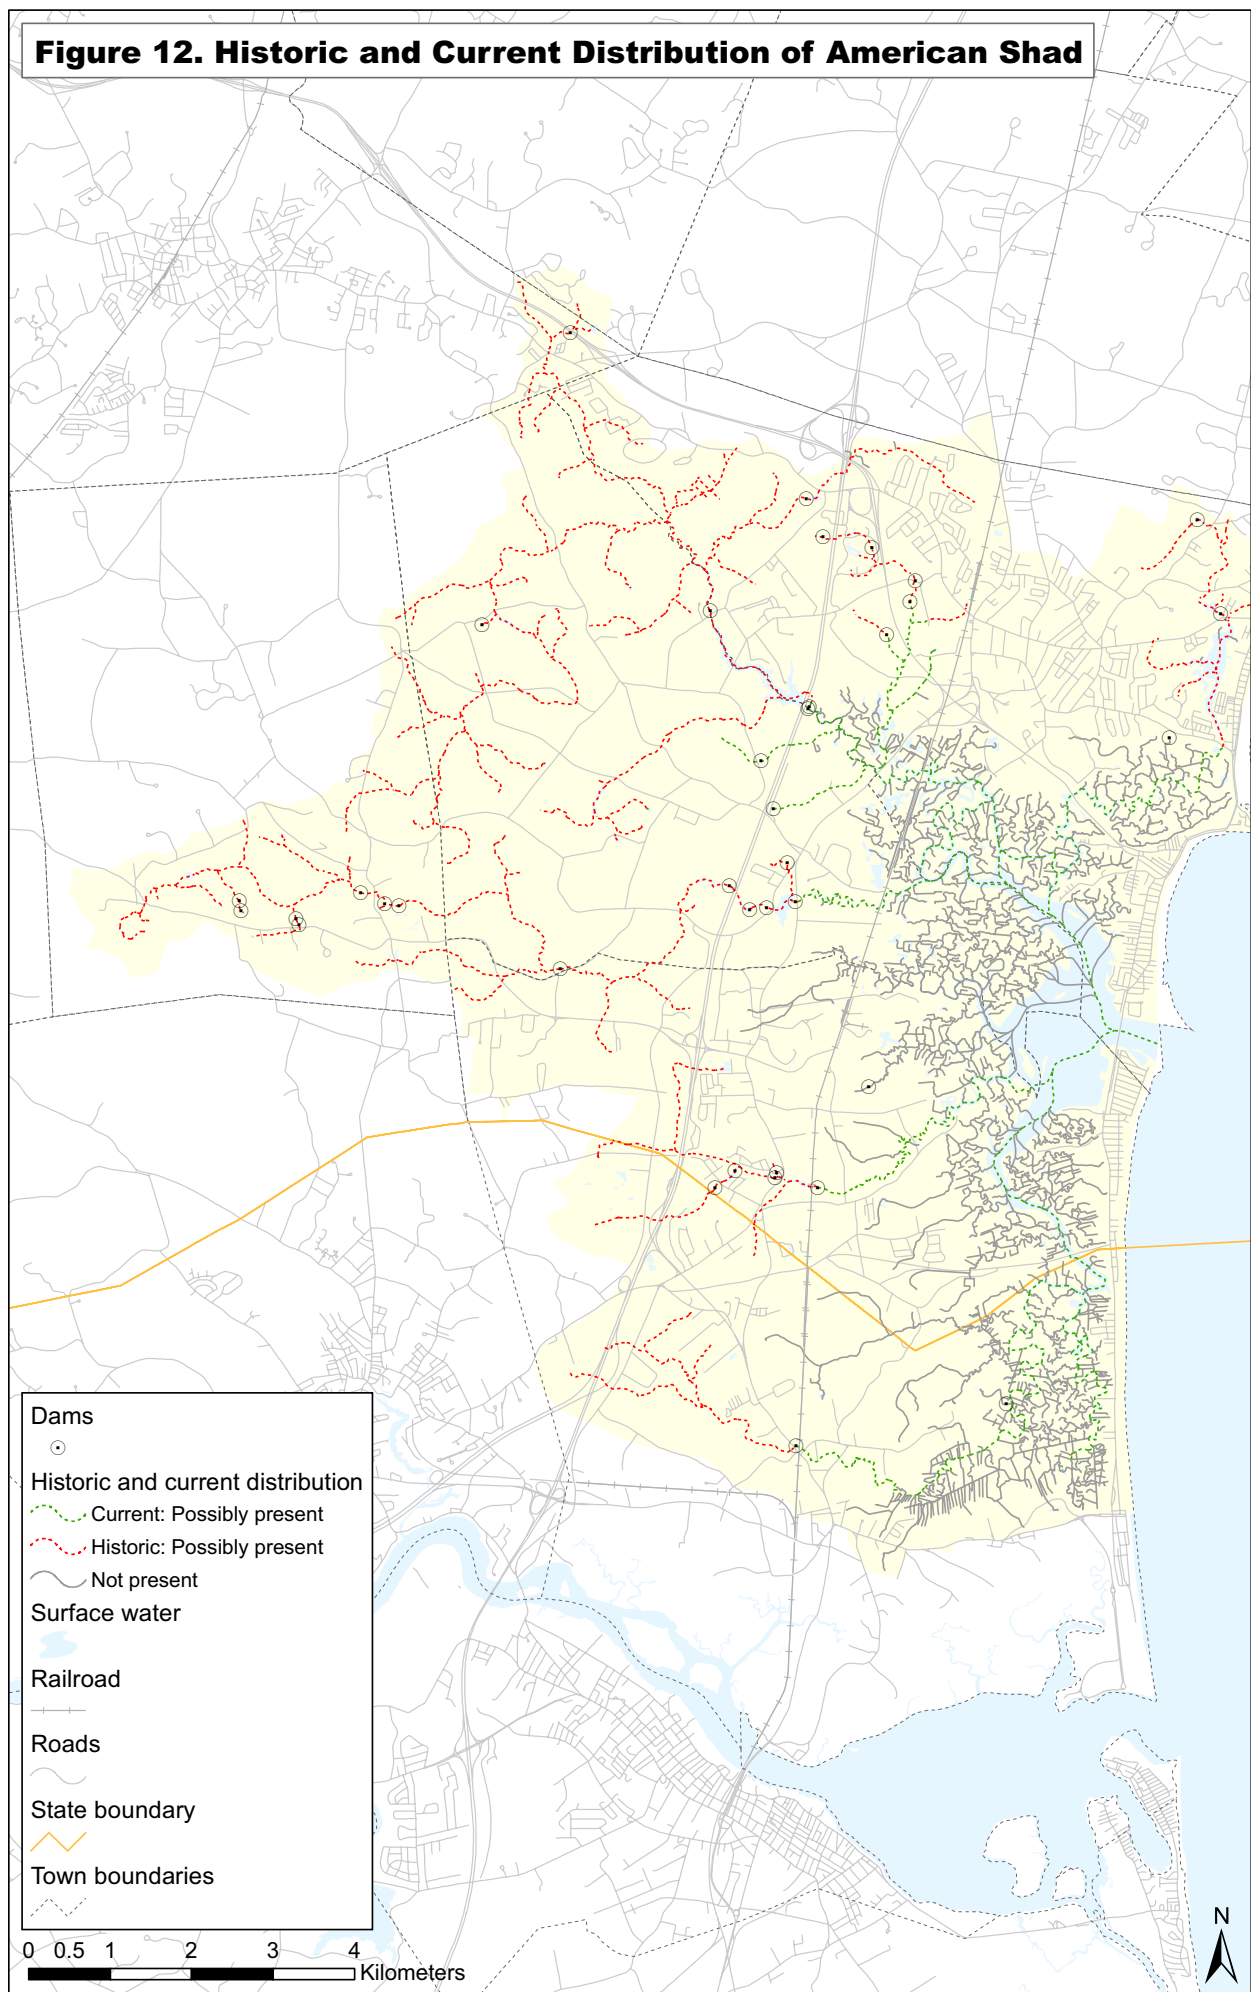 Figure 12. Historic and Current Distribution of American Shad
Dams
Historic and current distribution
Current: Possibly present
Historic: Possibly present
Not present
Surface water
Railroad
Roads
State boundary
Town boundaries
0 0.5 1 2 3 4
Kilometers
N